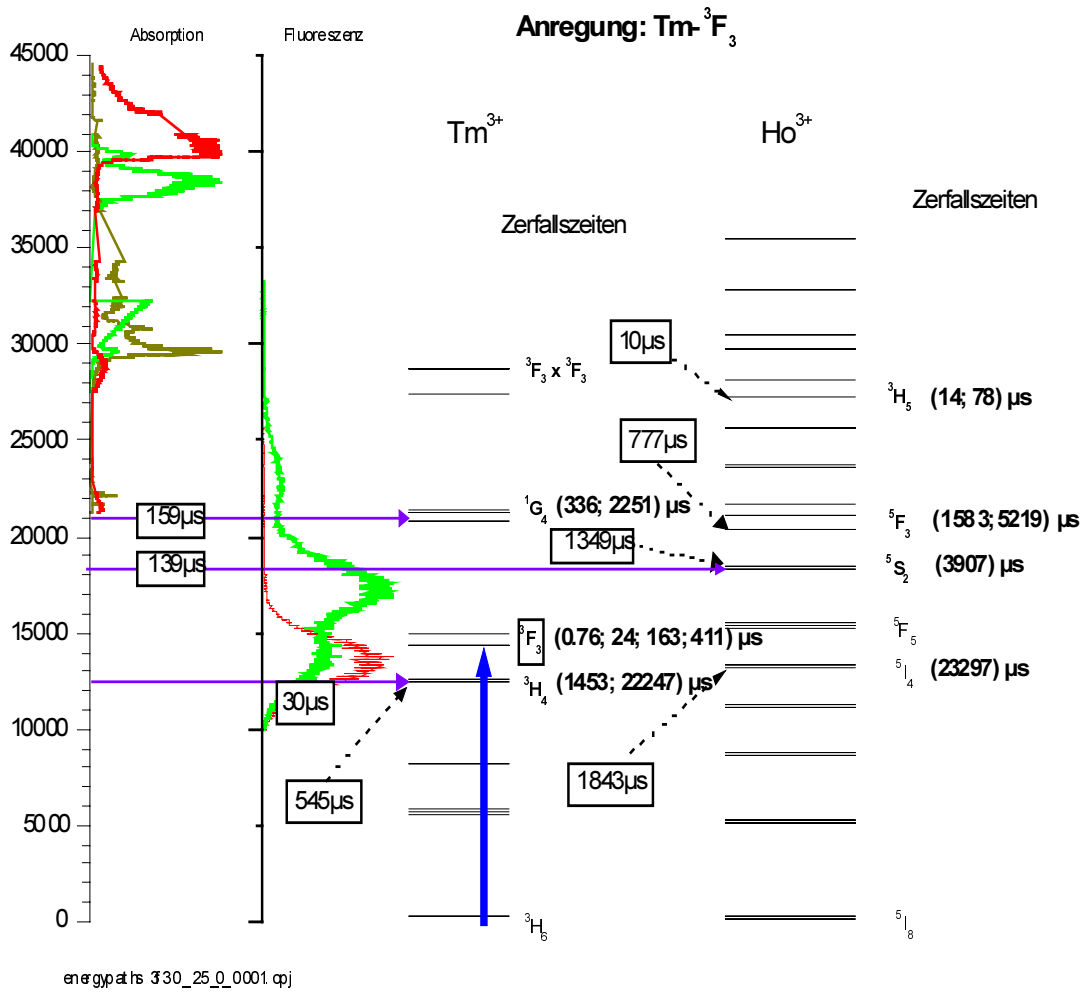 Anregung: Tm-³F₃
Absorption
Fluoreszenz
Tm³⁺
Ho³⁺
Zerfallszeiten
Zerfallszeiten
45000
40000
35000
30000
25000
20000
15000
10000
5000
0
³F₃ x ³F₃
10µs
³H₅ (14; 78) µs
777µs
¹G₄ (336; 2251) µs
159µs
⁵F₃ (1583; 5219) µs
1349µs
139µs
⁵S₂ (3907) µs
³F₃ (0.76; 24; 163; 411) µs
⁵F₅
³H₄ (1453; 22247) µs
⁵I₄ (23297) µs
30µs
545µs
1843µs
³H₆
⁵I₈
energypaths 3F30_25_0_0001.opj